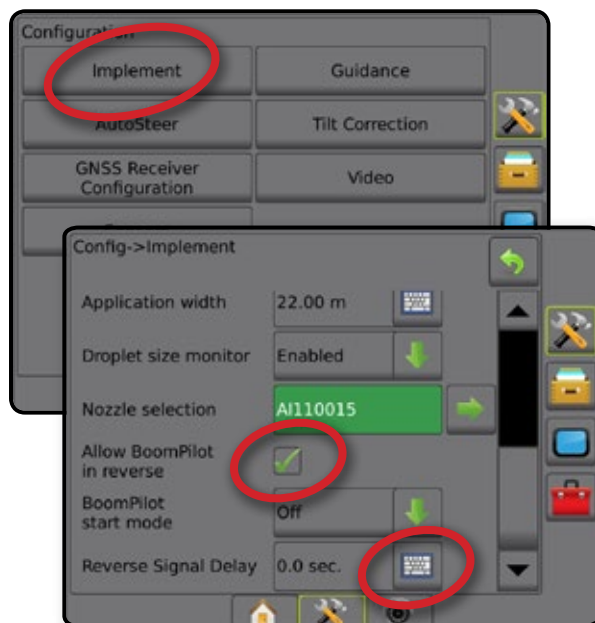 Configuration
Implement
Guidance
AutoSteer
Tilt Correction
GNSS Receiver
Configuration
Video
Config->Implement
Application width
22.00 m
Droplet size monitor
Enabled
Nozzle selection
AI110015
Allow BoomPilot
in reverse
BoomPilot
start mode
Off
Reverse Signal Delay
0.0 sec.